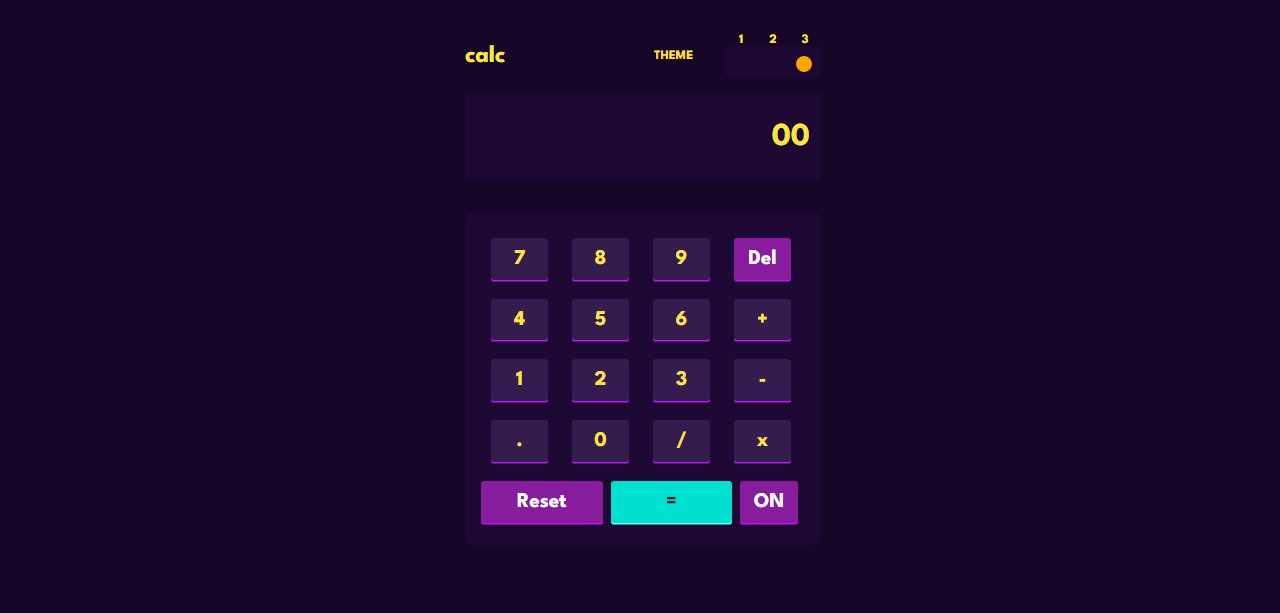 1 2 3
calc THEME
00
7 8 9 Del
4 5 6 +
1 2 3 -
. 0 / x
Reset = ON